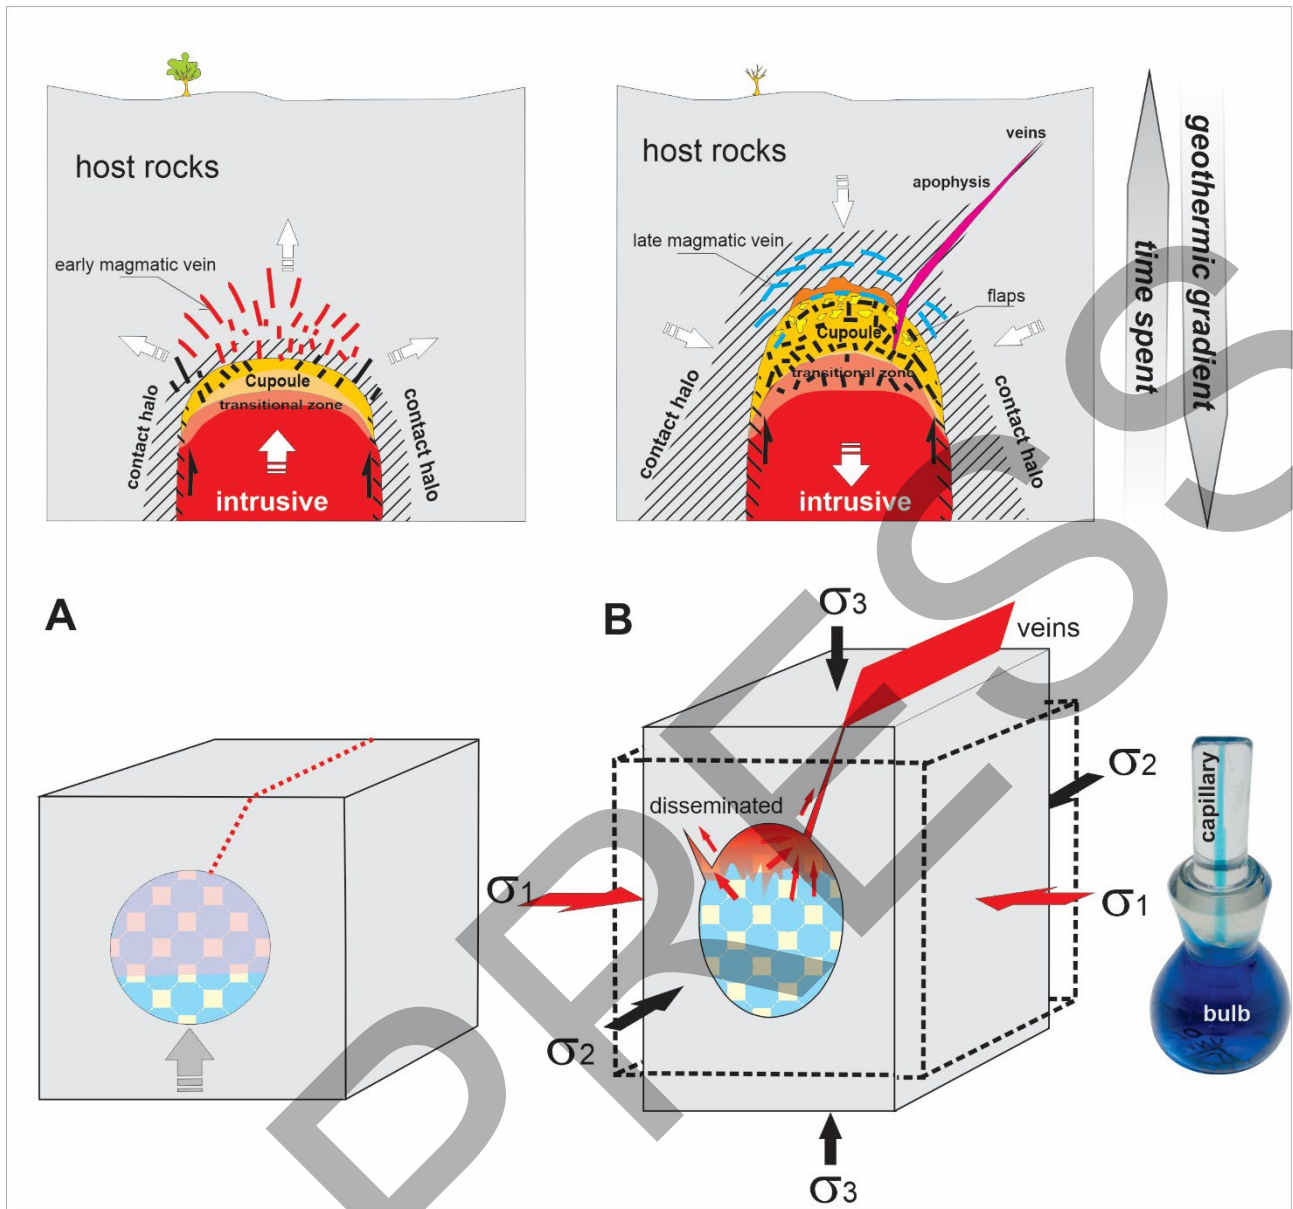 host rocks
early magmatic vein
Cupoule
transitional zone
contact halo
contact halo
intrusive
host rocks
veins
apophysis
late magmatic vein
flaps
Cupoule
transitional zone
contact halo
contact halo
intrusive
time spent
geothermic gradient
A
B
σ3
veins
disseminated
σ2
σ1
σ1
σ2
σ3
capillary
bulb
PRESS